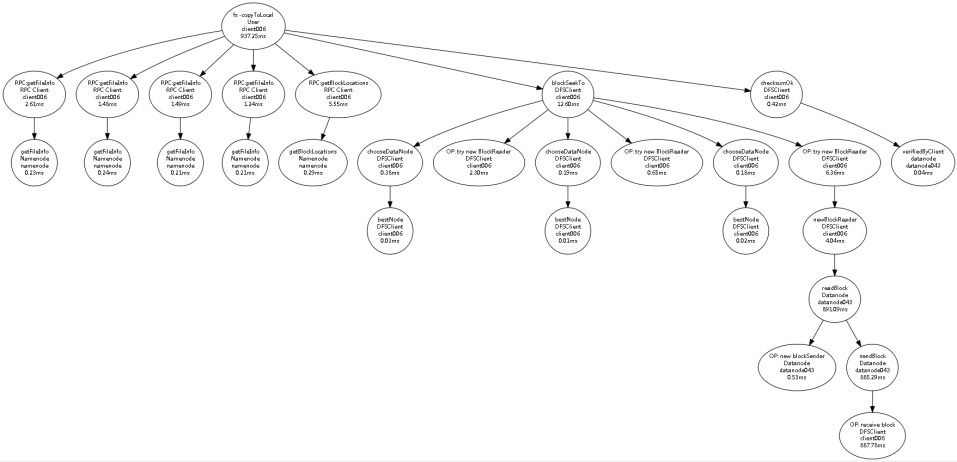 fs -copyToLocal
User
client006
937.25ms
RPC:getFileInfo
RPC Client
client006
2.61ms
RPC:getFileInfo
RPC Client
client006
1.48ms
RPC:getFileInfo
RPC Client
client006
1.49ms
RPC:getFileInfo
RPC Client
client006
1.24ms
RPC:getBlockLocations
RPC Client
client006
5.55ms
blockSeekTo
DFSClient
client006
12.60ms
checksumOk
DFSClient
client006
0.42ms
getFileInfo
Namenode
namenode
0.23ms
getFileInfo
Namenode
namenode
0.24ms
getFileInfo
Namenode
namenode
0.21ms
getFileInfo
Namenode
namenode
0.21ms
getBlockLocations
Namenode
namenode
0.29ms
chooseDataNode
DFSClient
client006
0.38ms
OP: try new BlockReader
DFSClient
client006
2.30ms
chooseDataNode
DFSClient
client006
0.19ms
OP: try new BlockReader
DFSClient
client006
0.65ms
chooseDataNode
DFSClient
client006
0.18ms
OP: try new BlockReader
DFSClient
client006
6.36ms
verifiedByClient
datanode
datanode043
0.04ms
bestNode
DFSClient
client006
0.03ms
bestNode
DFSClient
client006
0.01ms
bestNode
DFSClient
client006
0.02ms
newBlockReader
DFSClient
client006
4.04ms
readBlock
Datanode
datanode043
891.09ms
OP: new blockSender
Datanode
datanode043
0.53ms
sendBlock
Datanode
datanode043
885.29ms
OP: receive block
DFSClient
client006
887.78ms